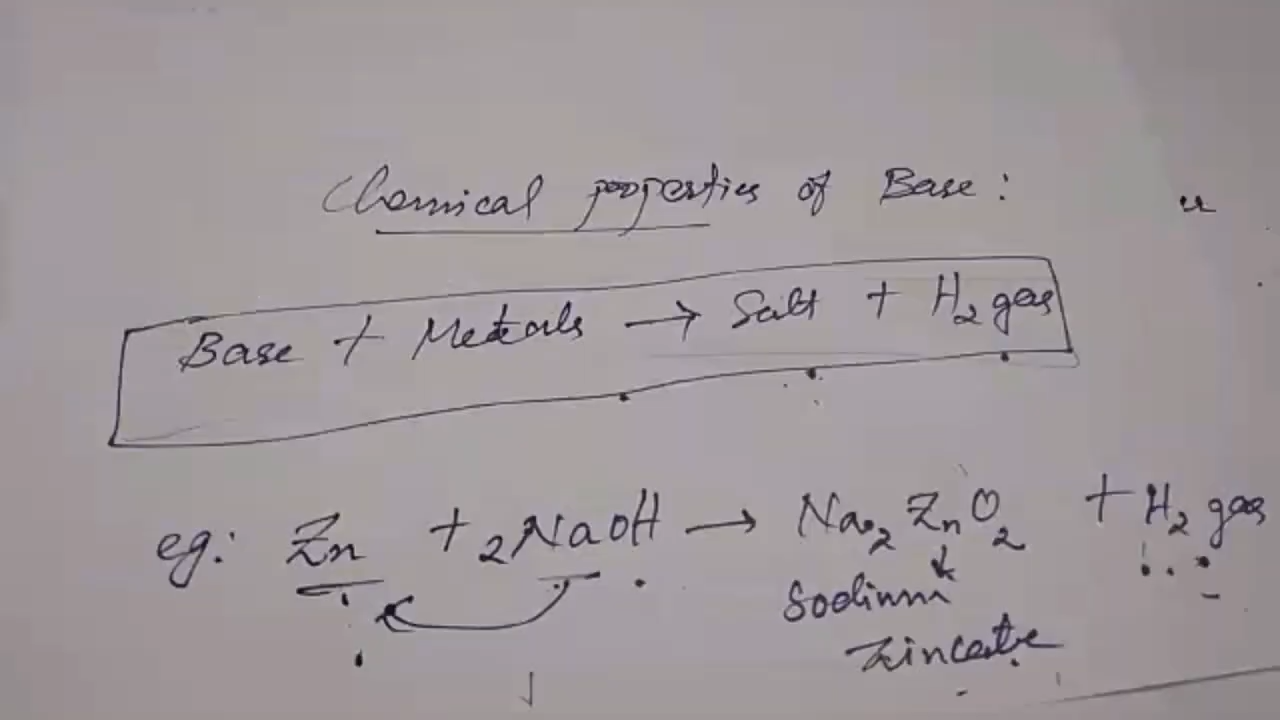 Chemical properties of Base:
Base + Metals → Salt + H₂ gas
eg: Zn + 2NaOH → Na₂ZnO₂ + H₂ gas
Sodium
Zincate